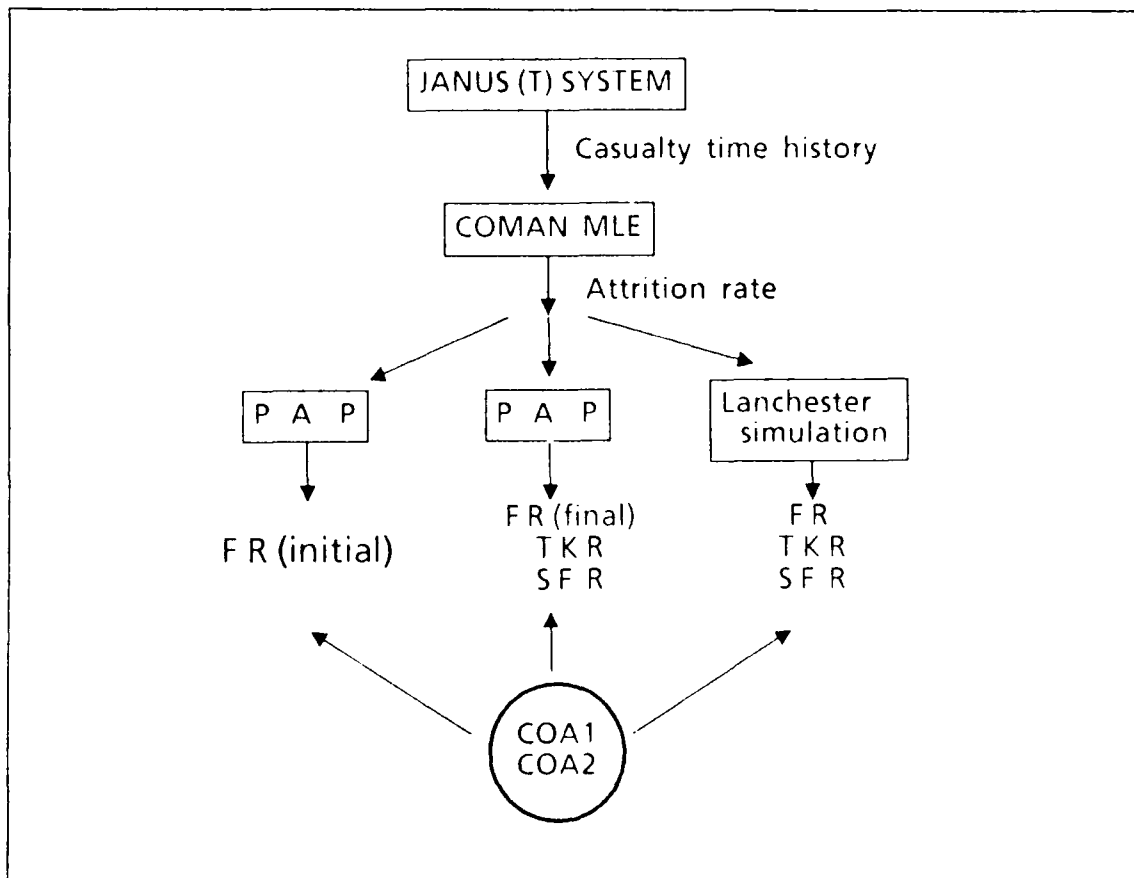 JANUS (T) SYSTEM
Casualty time history
COMAN MLE
Attrition rate
P A P
P A P
Lanchester
simulation
F R (initial)
F R (final)
T K R
S F R
F R
T K R
S F R
COA1
COA2